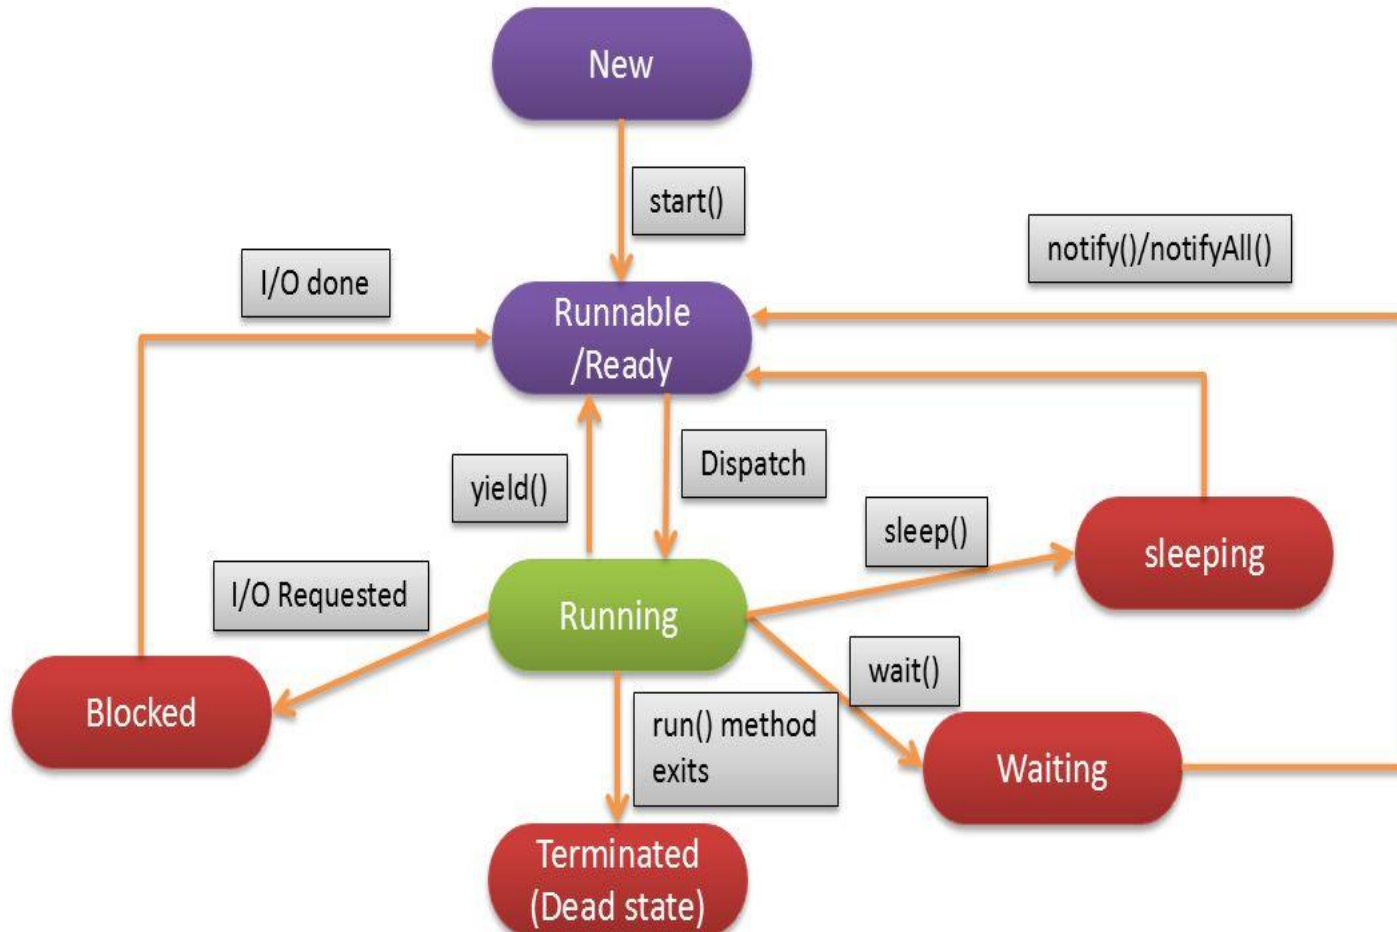 New
start()
notify()/notifyAll()
I/O done
Runnable
/Ready
Dispatch
yield()
sleep()
sleeping
I/O Requested
Running
wait()
Blocked
run() method
exits
Waiting
Terminated
(Dead state)